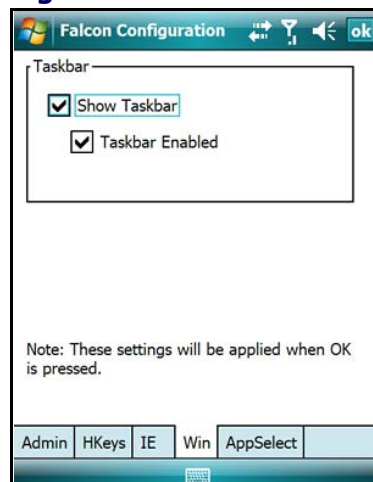 Falcon Configuration ok
Taskbar
Show Taskbar
Taskbar Enabled
Note: These settings will be applied when OK
is pressed.
Admin HKeys IE Win AppSelect